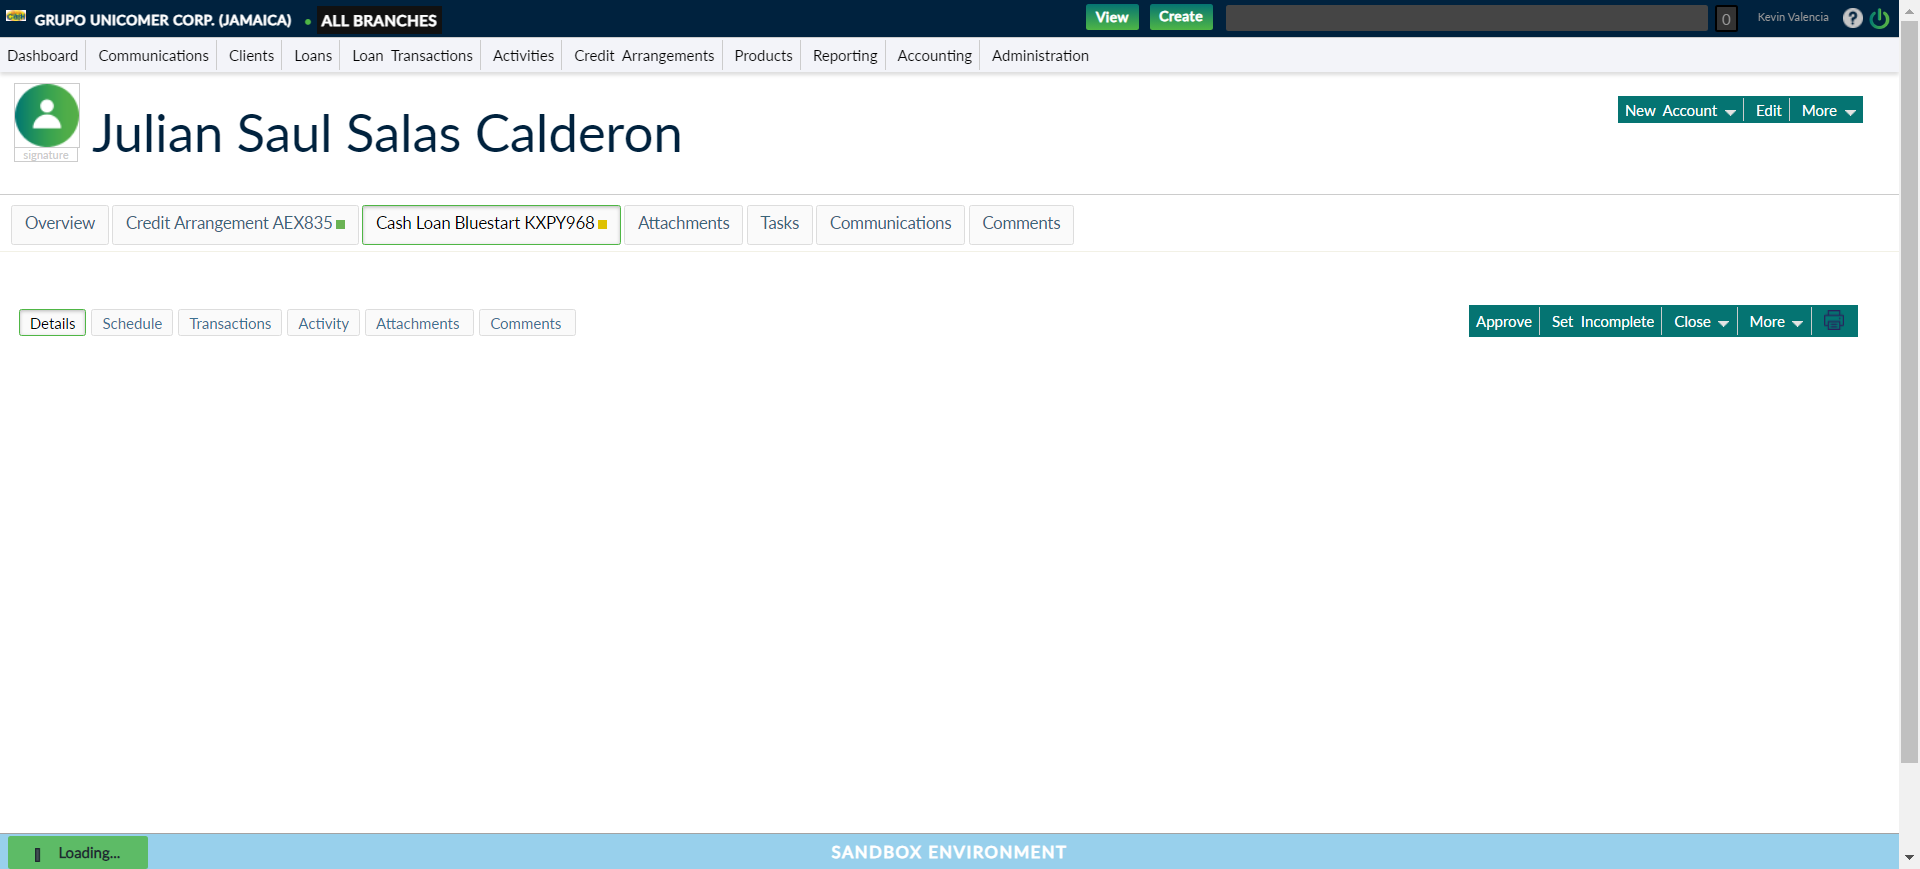 GRUPO UNICOMER CORP. (JAMAICA) • ALL BRANCHES View Create 0 Kevin Valencia ?
Dashboard Communications Clients Loans Loan Transactions Activities Credit Arrangements Products Reporting Accounting Administration
Julian Saul Salas Calderon
signature
New Account Edit More
Overview Credit Arrangement AEX835 Cash Loan Bluestart KXPY968 Attachments Tasks Communications Comments
Details Schedule Transactions Activity Attachments Comments
Approve Set Incomplete Close More
Loading...
SANDBOX ENVIRONMENT